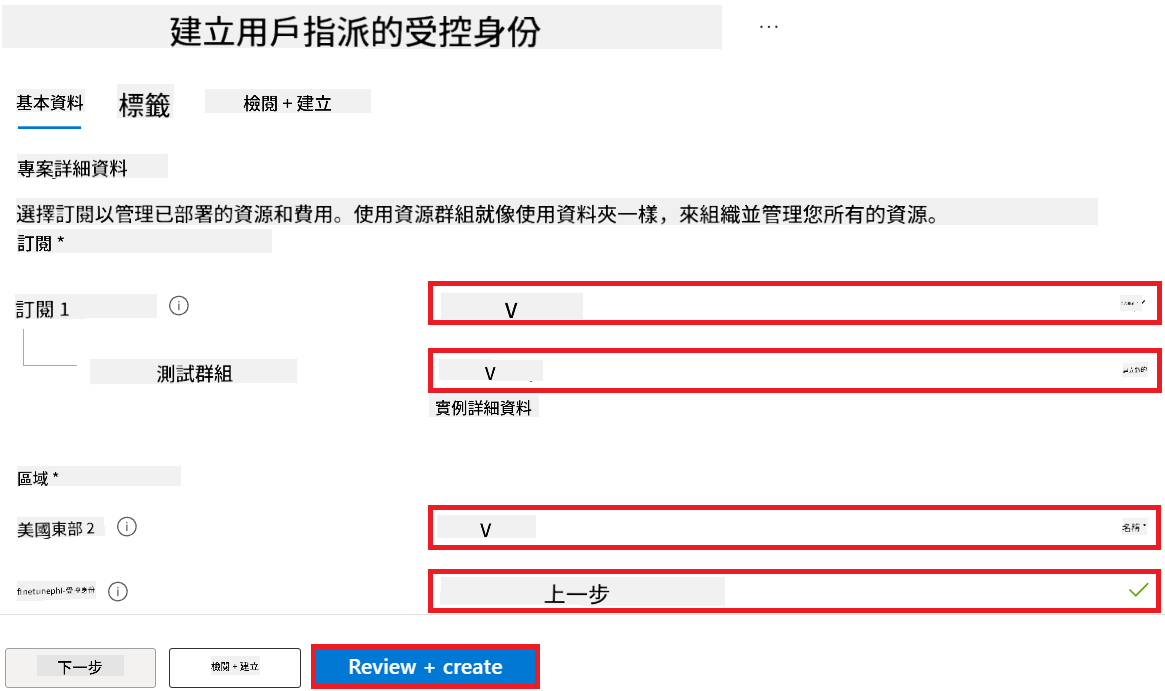 建立用戶指派的受控身份
...
基本資料 標籤 檢閱 + 建立
專案詳細資料
選擇訂閱以管理已部署的資源和費用。使用資源群組就像使用資料夾一樣，來組織並管理您所有的資源。
訂閱 *
訂閱 1 V
測試群組 V 建立新的
實例詳細資料
區域 *
美國東部 2 V 名稱 *
finetunephi-受控身份 上一步
下一步 檢閱 + 建立 Review + create